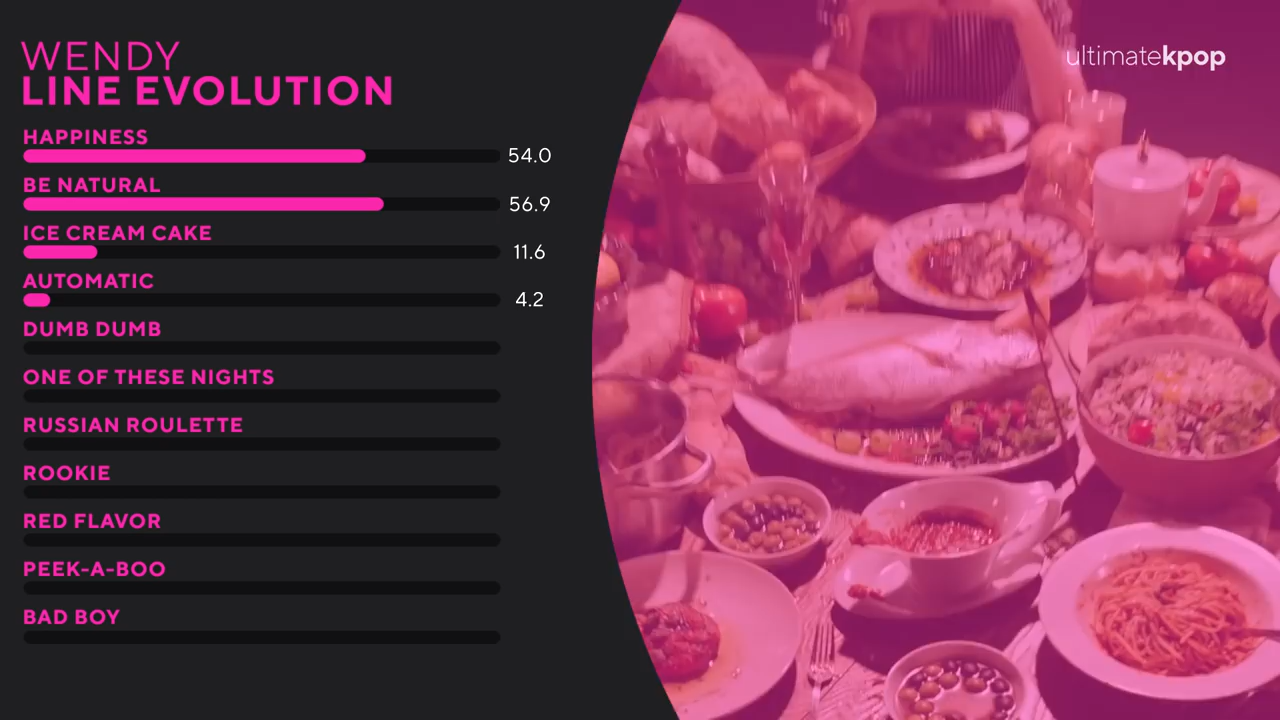 WENDY
LINE EVOLUTION
ultimatekpop
HAPPINESS
54.0
BE NATURAL
56.9
ICE CREAM CAKE
11.6
AUTOMATIC
4.2
DUMB DUMB
ONE OF THESE NIGHTS
RUSSIAN ROULETTE
ROOKIE
RED FLAVOR
PEEK-A-BOO
BAD BOY